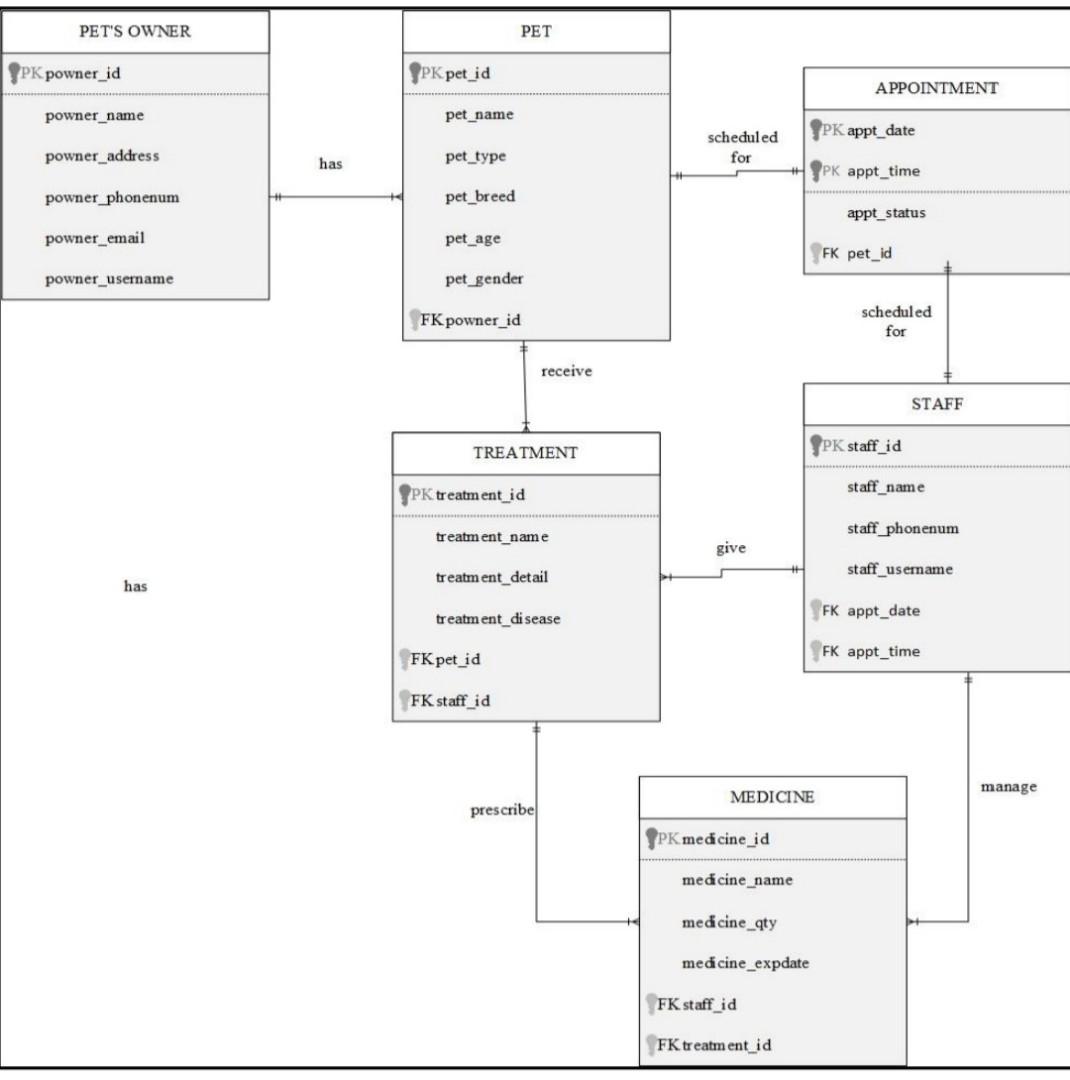 PET'S OWNER
PK powner_id
powner_name
powner_address
powner_phonenum
powner_email
powner_username
has
PET
PK pet_id
pet_name
pet_type
pet_breed
pet_age
pet_gender
FK powner_id
scheduled
for
APPOINTMENT
PK appt_date
PK appt_time
appt_status
FK pet_id
scheduled
for
receive
TREATMENT
PK treatment_id
treatment_name
treatment_detail
treatment_disease
FK pet_id
FK staff_id
give
STAFF
PK staff_id
staff_name
staff_phonenum
staff_username
FK appt_date
FK appt_time
has
prescribe
MEDICINE
PK medicine_id
medicine_name
medicine_qty
medicine_expdate
FK staff_id
FK treatment_id
manage